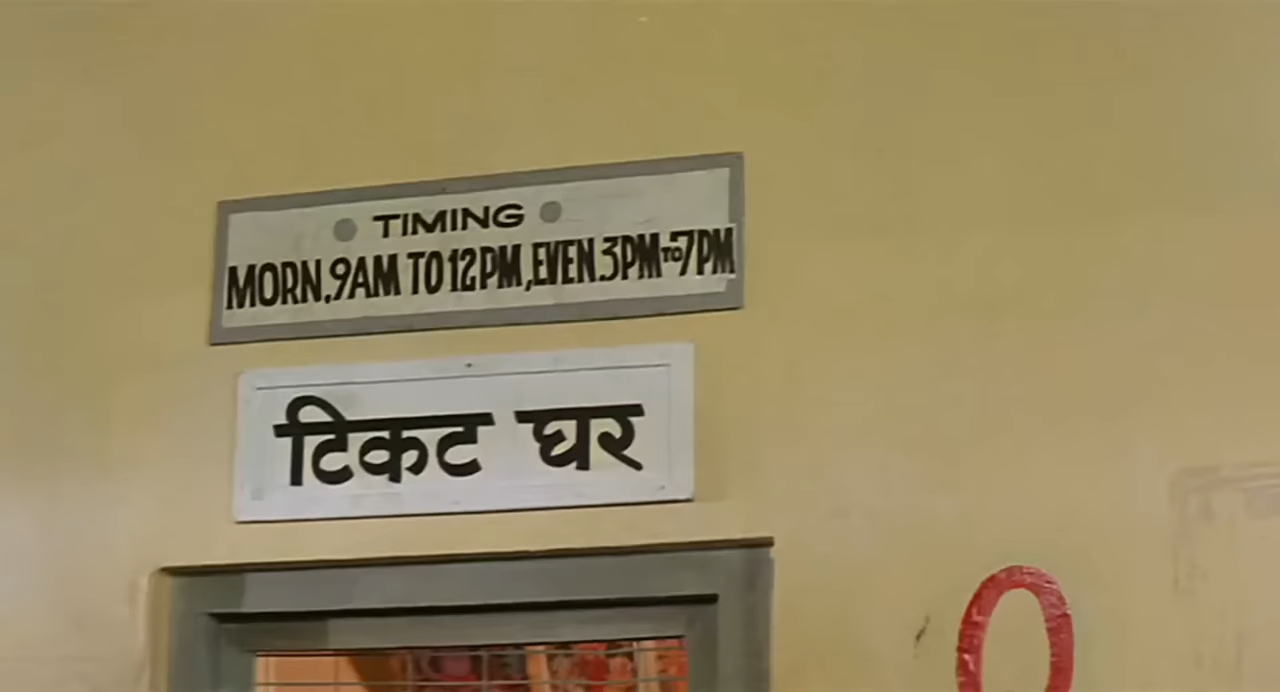 TIMING
MORN.9AM TO 12PM,EVEN.3PM TO 7PM
टिकट घर